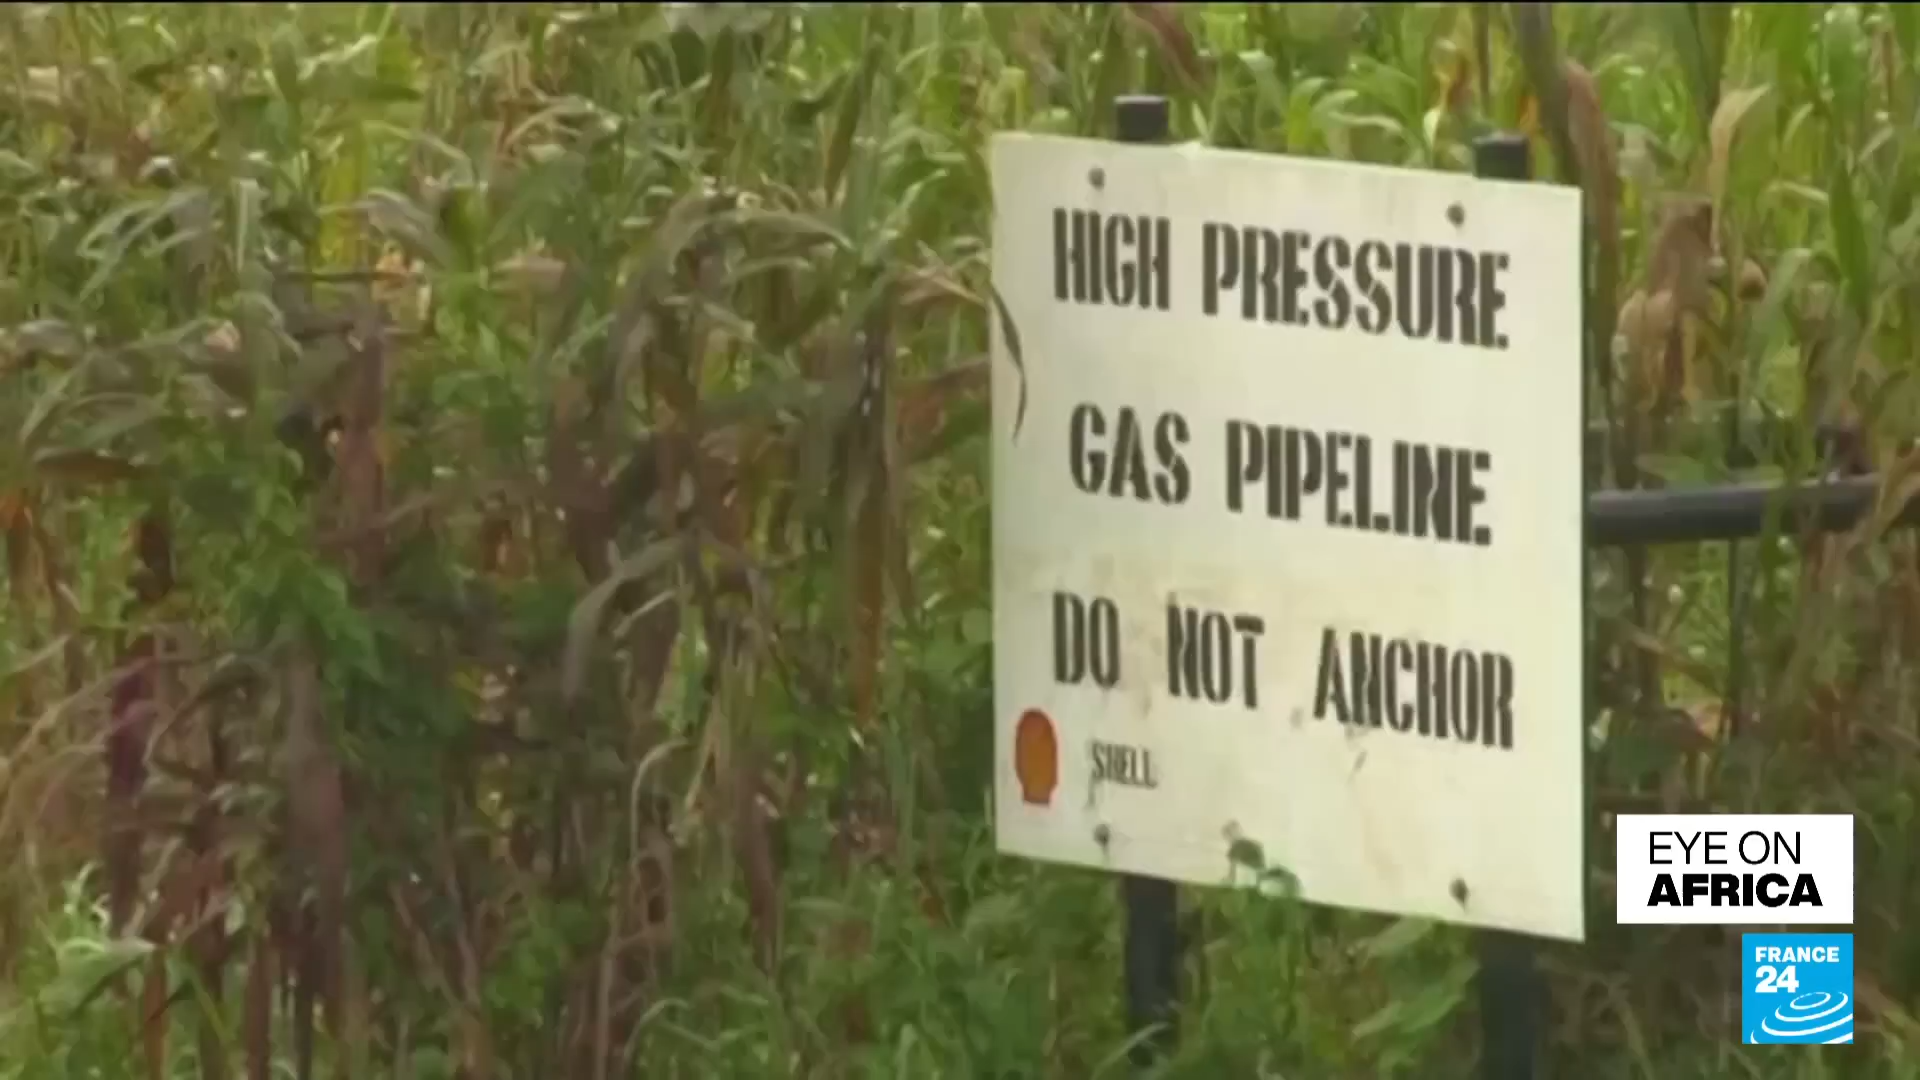 HIGH PRESSURE
GAS PIPELINE
DO NOT ANCHOR
SHELL
EYE ON
AFRICA
FRANCE
24